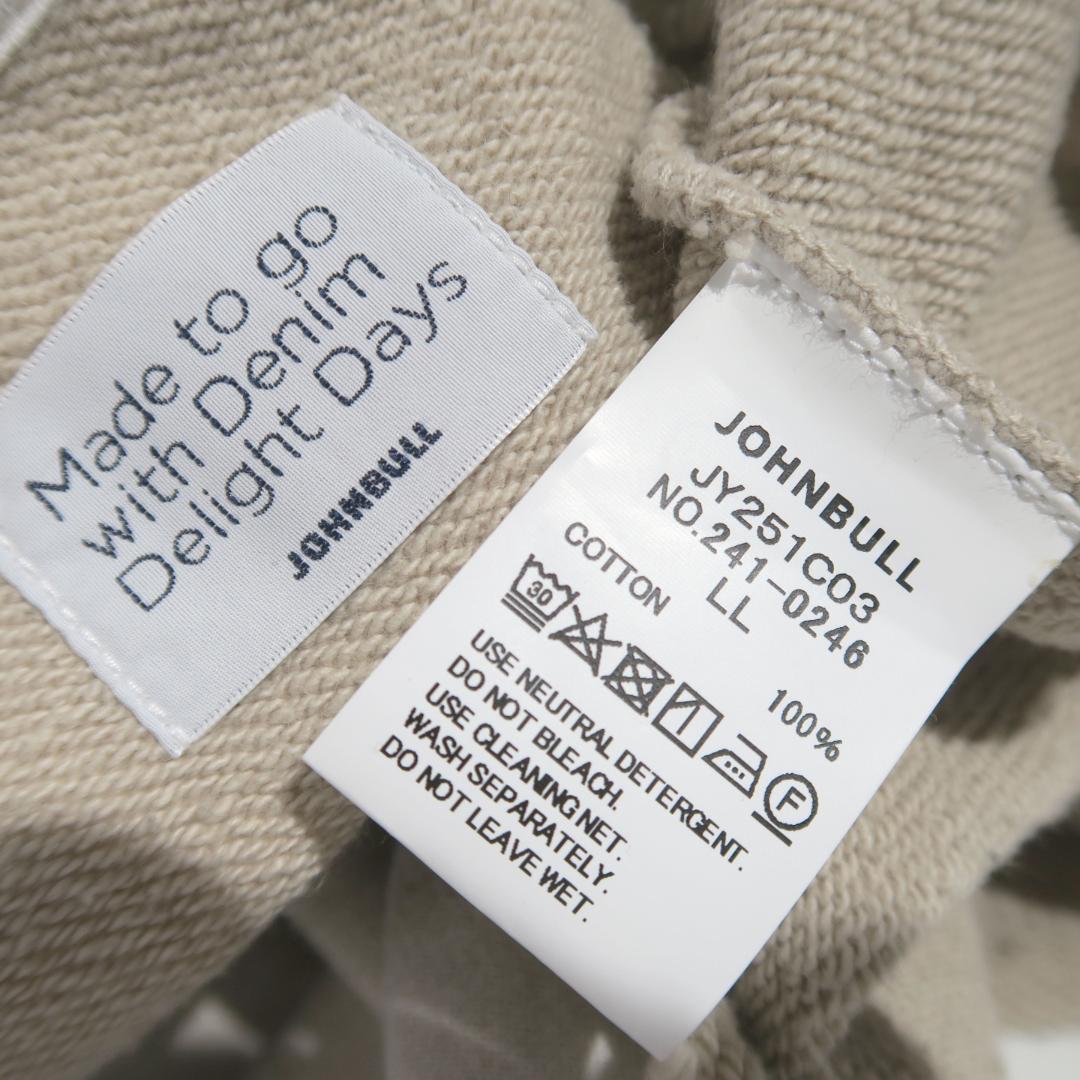 Made to go
with Denim
Delight Days
JOHNBULL
JOHNBULL
JY251C03
NO.241-0246
LL
COTTON 100%
30
F
USE NEUTRAL DETERGENT.
DO NOT BLEACH.
USE CLEANING NET.
WASH SEPARATELY.
DO NOT LEAVE WET.